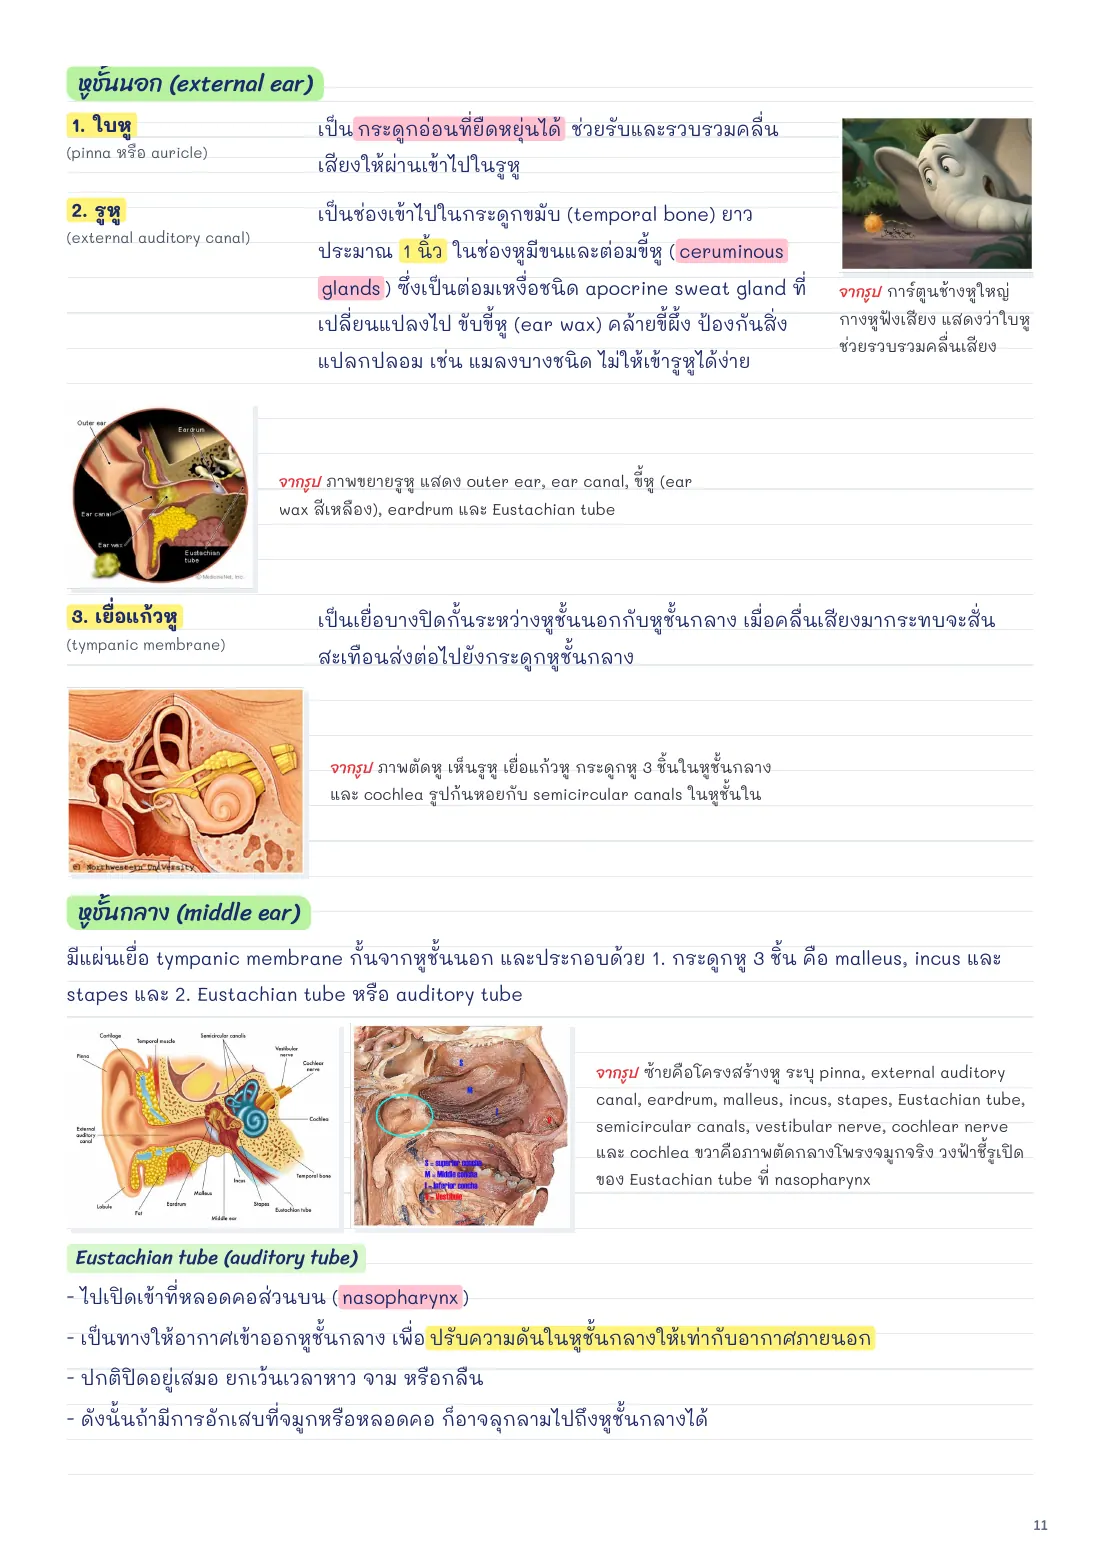 หูชั้นนอก (external ear)
1. ใบหู
(pinna หรือ auricle)
เป็น กระดูกอ่อนที่ยืดหยุ่นได้ ช่วยรับและรวบรวมคลื่น
เสียงให้ผ่านเข้าไปในรูหู
2. รูหู
(external auditory canal)
เป็นช่องเข้าไปในกระดูกขมับ (temporal bone) ยาว
ประมาณ 1 นิ้ว ในช่องหูมีขนและต่อมขี้หู (ceruminous
glands) ซึ่งเป็นต่อมเหงื่อชนิด apocrine sweat gland ที่
เปลี่ยนแปลงไป ขับขี้หู (ear wax) คล้ายขี้ผึ้ง ป้องกันสิ่ง
แปลกปลอม เช่น แมลงบางชนิด ไม่ให้เข้ารูหูได้ง่าย
จากรูป การ์ตูนช้างหูใหญ่
กางหูฟังเสียง แสดงว่าใบหู
ช่วยรวบรวมคลื่นเสียง
Outer ear
Eardrum
Ear canal
Ear wax
Eustachian
tube
© MedicineNet, Inc.
จากรูป ภาพขยายรูหู แสดง outer ear, ear canal, ขี้หู (ear
wax สีเหลือง), eardrum และ Eustachian tube
3. เยื่อแก้วหู
(tympanic membrane)
เป็นเยื่อบางปิดกั้นระหว่างหูชั้นนอกกับหูชั้นกลาง เมื่อคลื่นเสียงมากระทบจะสั่น
สะเทือนส่งต่อไปยังกระดูกหูชั้นกลาง
© Northwestern University
จากรูป ภาพตัดหู เห็นรูหู เยื่อแก้วหู กระดูกหู 3 ชิ้นในหูชั้นกลาง
และ cochlea รูปก้นหอยกับ semicircular canals ในหูชั้นใน
หูชั้นกลาง (middle ear)
มีแผ่นเยื่อ tympanic membrane กั้นจากหูชั้นนอก และประกอบด้วย 1. กระดูกหู 3 ชิ้น คือ malleus, incus และ
stapes และ 2. Eustachian tube หรือ auditory tube
Cartilage
Temporal muscle
Semicircular canals
Pinna
Vestibular
nerve
Cochlear
nerve
Cochlea
External
auditory
canal
Temporal bone
Incus
Malleus
Stapes
Eustachian tube
Eardrum
Lobule
Fat
Middle ear
S
M
I
V
S = superior concha
M = Middle concha
I = Inferior concha
V = Vestibule
จากรูป ซ้ายคือโครงสร้างหู ระบุ pinna, external auditory
canal, eardrum, malleus, incus, stapes, Eustachian tube,
semicircular canals, vestibular nerve, cochlear nerve
และ cochlea ขวาคือภาพตัดกลางโพรงจมูกจริง วงฟ้าชี้รูเปิด
ของ Eustachian tube ที่ nasopharynx
Eustachian tube (auditory tube)
- ไปเปิดเข้าที่หลอดคอส่วนบน (nasopharynx)
- เป็นทางให้อากาศเข้าออกหูชั้นกลาง เพื่อ ปรับความดันในหูชั้นกลางให้เท่ากับอากาศภายนอก
- ปกติปิดอยู่เสมอ ยกเว้นเวลาหาว จาม หรือกลืน
- ดังนั้นถ้ามีการอักเสบที่จมูกหรือหลอดคอ ก็อาจลุกลามไปถึงหูชั้นกลางได้
11